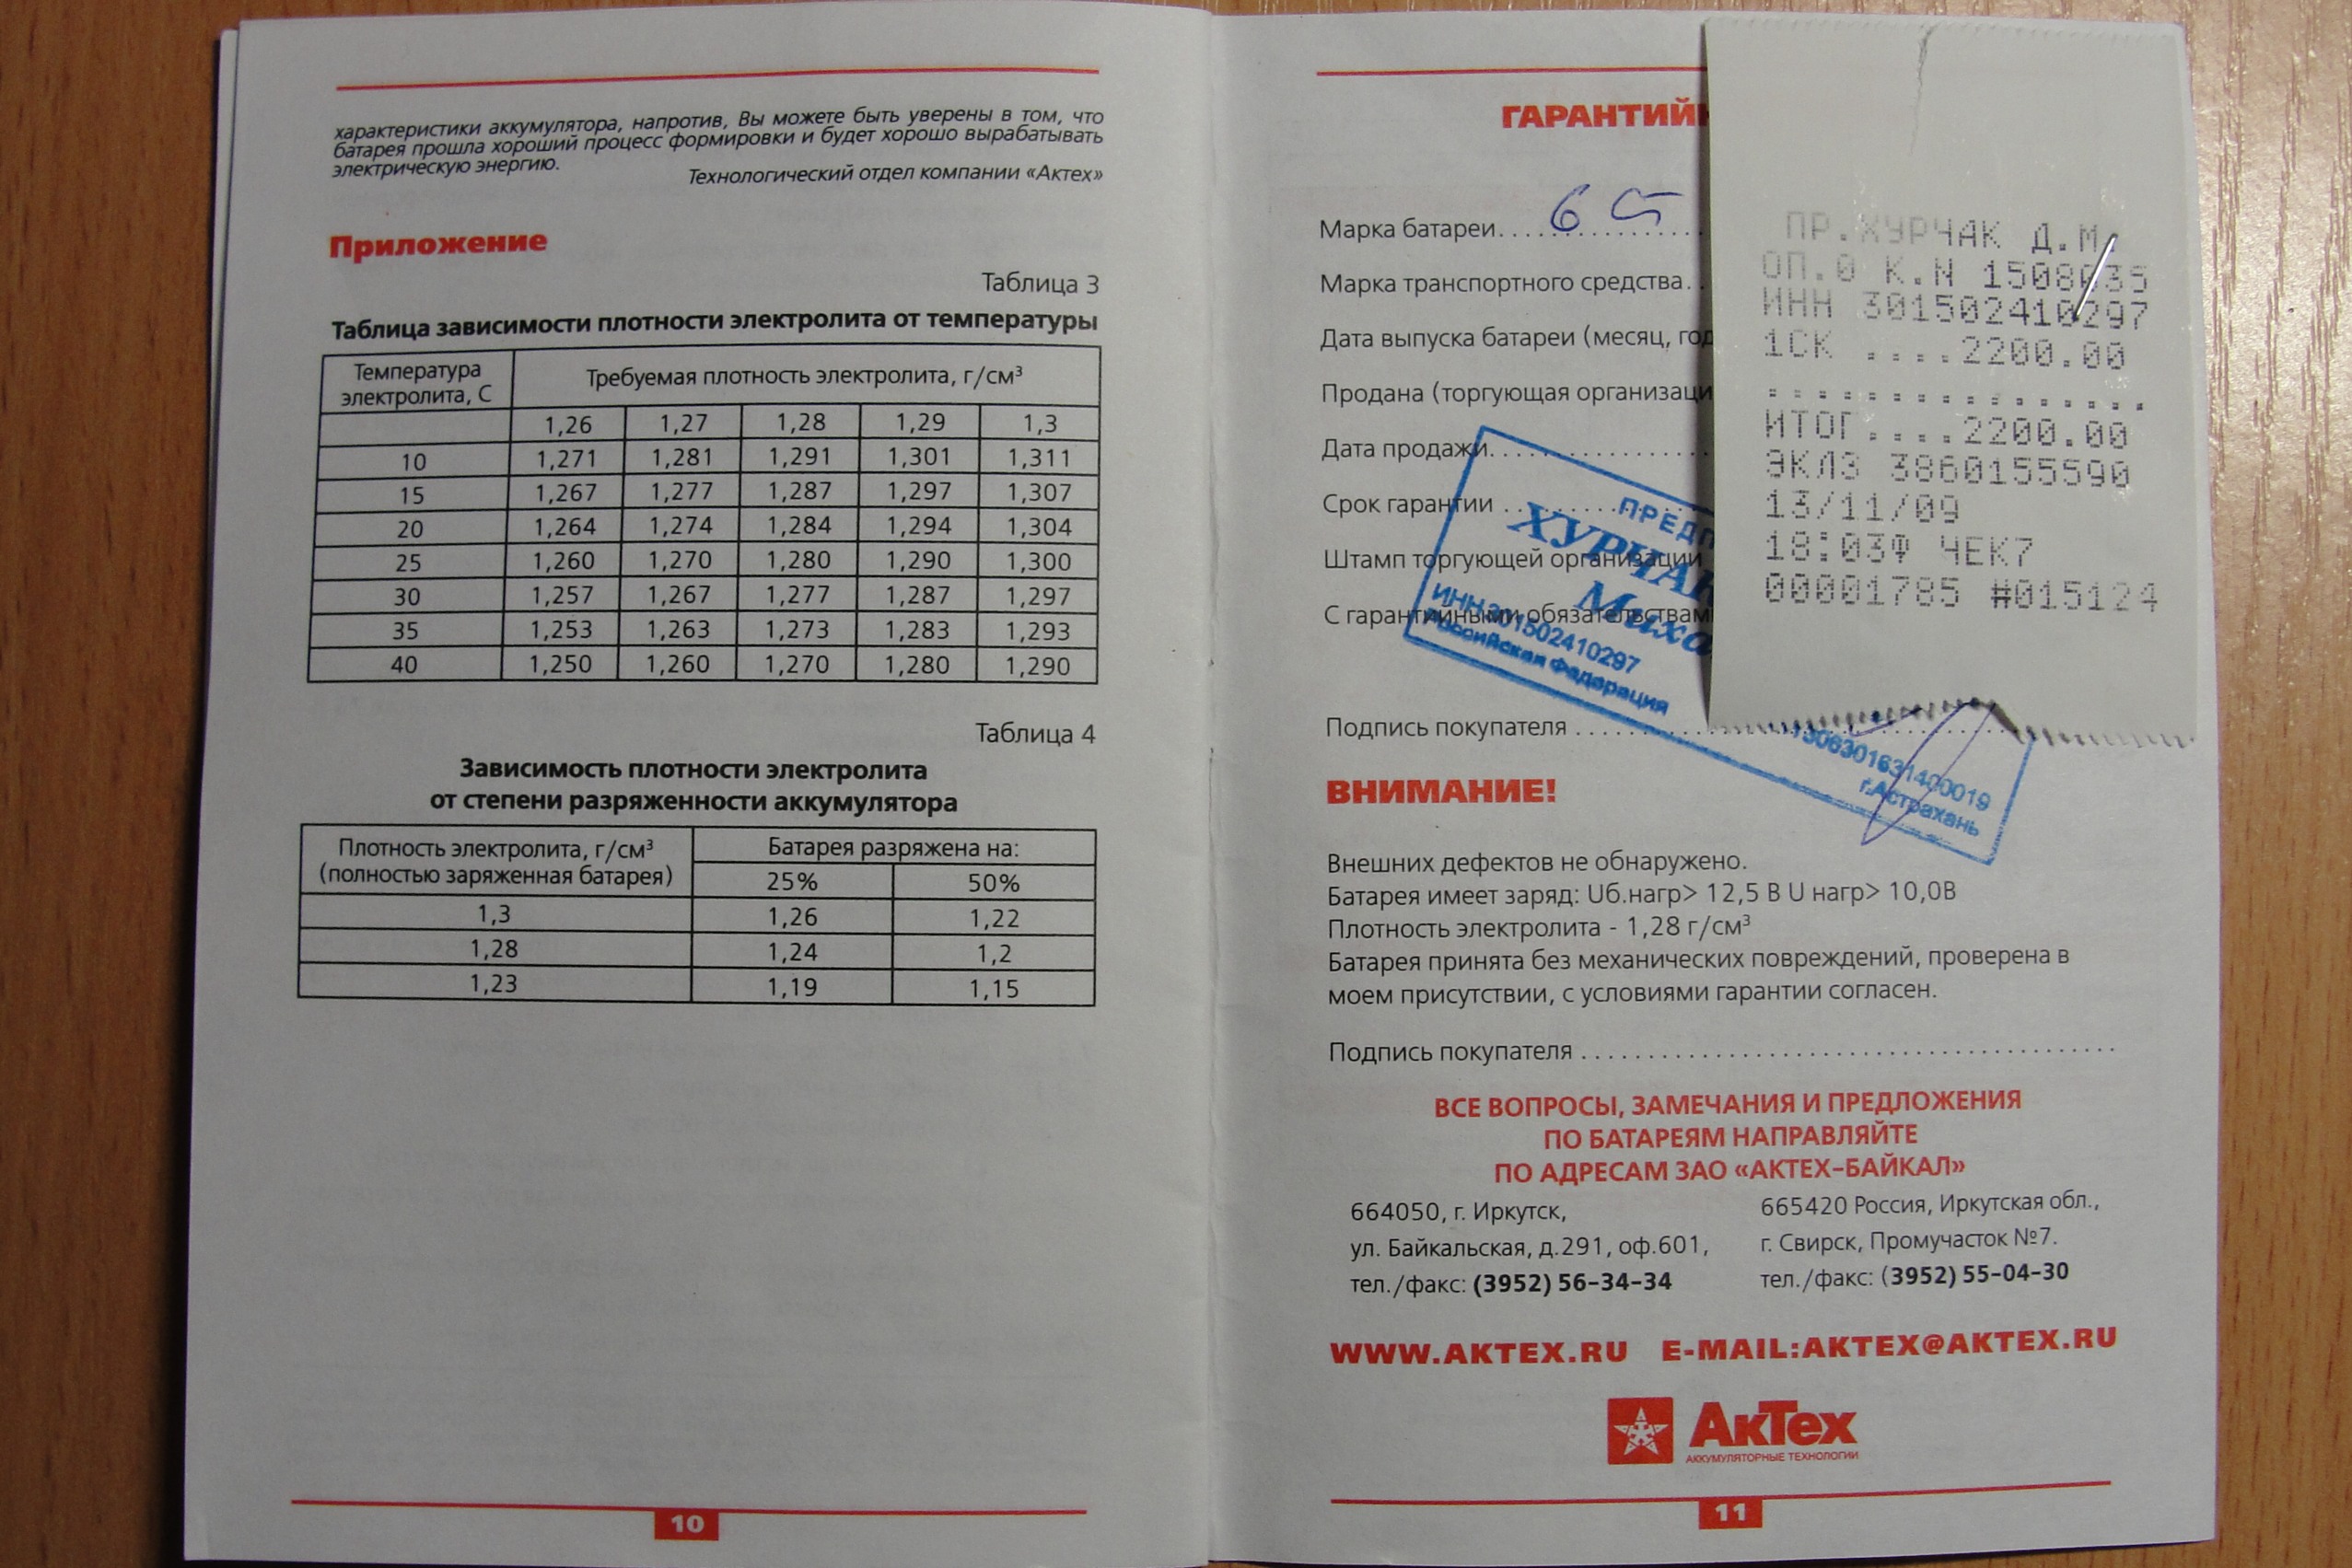 характеристики аккумулятора, напротив, Вы можете быть уверены в том, что
батарея прошла хороший процесс формировки и будет хорошо вырабатывать
электрическую энергию.
Технологический отдел компании «Актех»
Приложение
Таблица 3
Таблица зависимости плотности электролита от температуры
Температура электролита, С Требуемая плотность электролита, г/см³
1,26 1,27 1,28 1,29 1,3
10 1,271 1,281 1,291 1,301 1,311
15 1,267 1,277 1,287 1,297 1,307
20 1,264 1,274 1,284 1,294 1,304
25 1,260 1,270 1,280 1,290 1,300
30 1,257 1,267 1,277 1,287 1,297
35 1,253 1,263 1,273 1,283 1,293
40 1,250 1,260 1,270 1,280 1,290
Таблица 4
Зависимость плотности электролита
от степени разряженности аккумулятора
Плотность электролита, г/см³ Батарея разряжена на:
(полностью заряженная батарея) 25% 50%
1,3 1,26 1,22
1,28 1,24 1,2
1,23 1,19 1,15
10
ГАРАНТИЙН
Марка батареи 6 СТ
Марка транспортного средства
Дата выпуска батареи (месяц, год
Продана (торгующая организаци
Дата продажи
Срок гарантии
Штамп торгующей организации
С гарантийными обязательствам
Подпись покупателя
ПРЕДП
ХУРЧАК
Миха
ИНН 301502410297
Российская Федерация
306301631400019
г.Астрахань
ПР.ХУРЧАК Д.М.
ОП.0 К.N 1508035
ИНН 301502410297
1СК ....2200.00
ИТОГ....2200.00
ЭКЛЗ 3860155590
13/11/09
18:03Ф ЧЕК7
00001785 #015124
ВНИМАНИЕ!
Внешних дефектов не обнаружено.
Батарея имеет заряд: Uб.нагр> 12,5 В U нагр> 10,0В
Плотность электролита - 1,28 г/см³
Батарея принята без механических повреждений, проверена в
моем присутствии, с условиями гарантии согласен.
Подпись покупателя
ВСЕ ВОПРОСЫ, ЗАМЕЧАНИЯ И ПРЕДЛОЖЕНИЯ
ПО БАТАРЕЯМ НАПРАВЛЯЙТЕ
ПО АДРЕСАМ ЗАО «АКТЕХ-БАЙКАЛ»
664050, г. Иркутск,
ул. Байкальская, д.291, оф.601,
тел./факс: (3952) 56-34-34
665420 Россия, Иркутская обл.,
г. Свирск, Промучасток №7.
тел./факс: (3952) 55-04-30
WWW.AKTEX.RU E-MAIL:AKTEX@AKTEX.RU
АкТех
АККУМУЛЯТОРНЫЕ ТЕХНОЛОГИИ
11